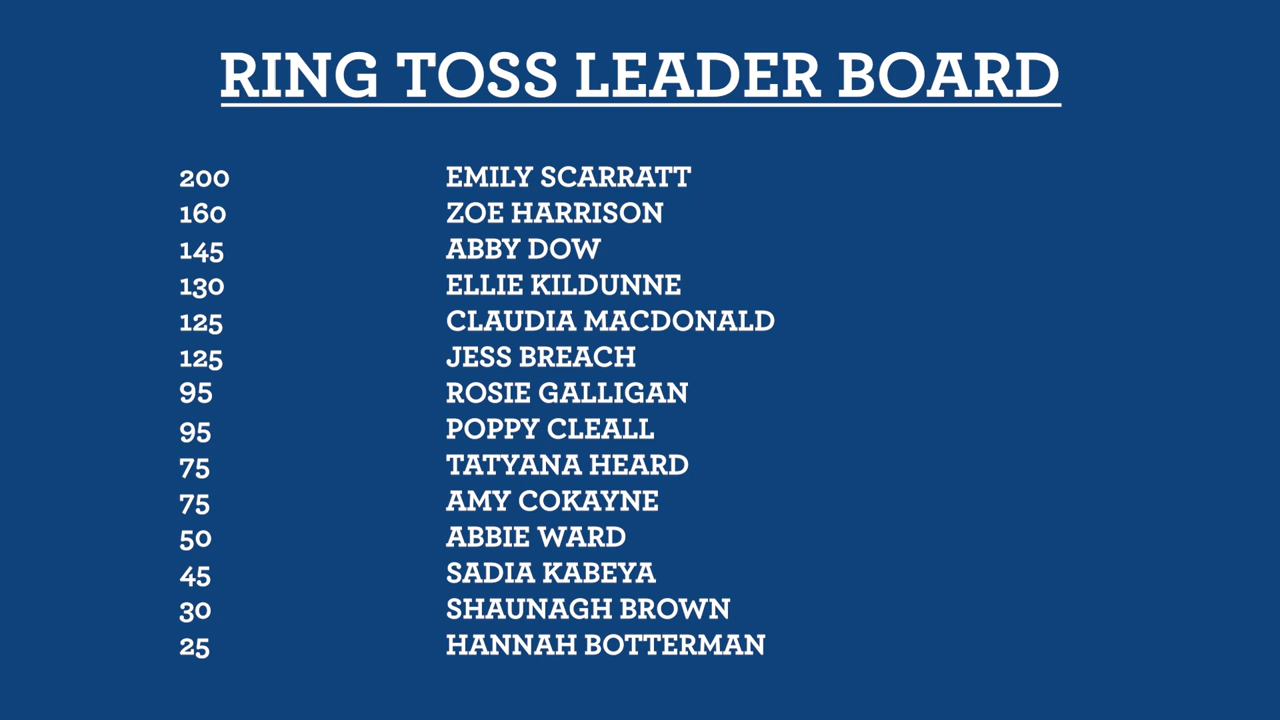 RING TOSS LEADER BOARD
200 EMILY SCARRATT
160 ZOE HARRISON
145 ABBY DOW
130 ELLIE KILDUNNE
125 CLAUDIA MACDONALD
125 JESS BREACH
95 ROSIE GALLIGAN
95 POPPY CLEALL
75 TATYANA HEARD
75 AMY COKAYNE
50 ABBIE WARD
45 SADIA KABEYA
30 SHAUNAGH BROWN
25 HANNAH BOTTERMAN